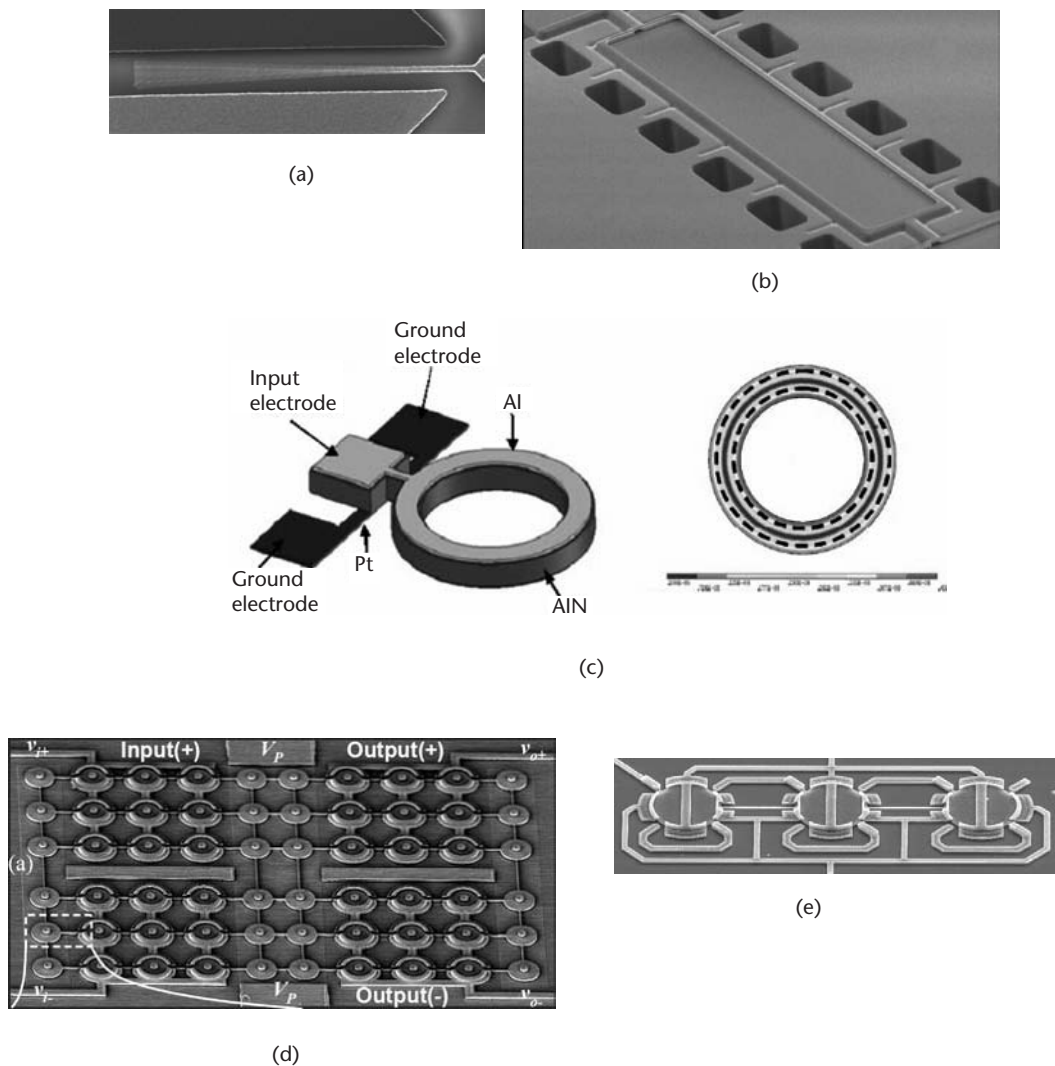 (a)
(b)
Ground
electrode
Input
electrode
Al
Pt
Ground
electrode
AlN
(c)
v_i+
Input(+)
V_P
Output(+)
v_o+
(a)
v_i-
V_P
Output(-)
v_o-
(d)
(e)